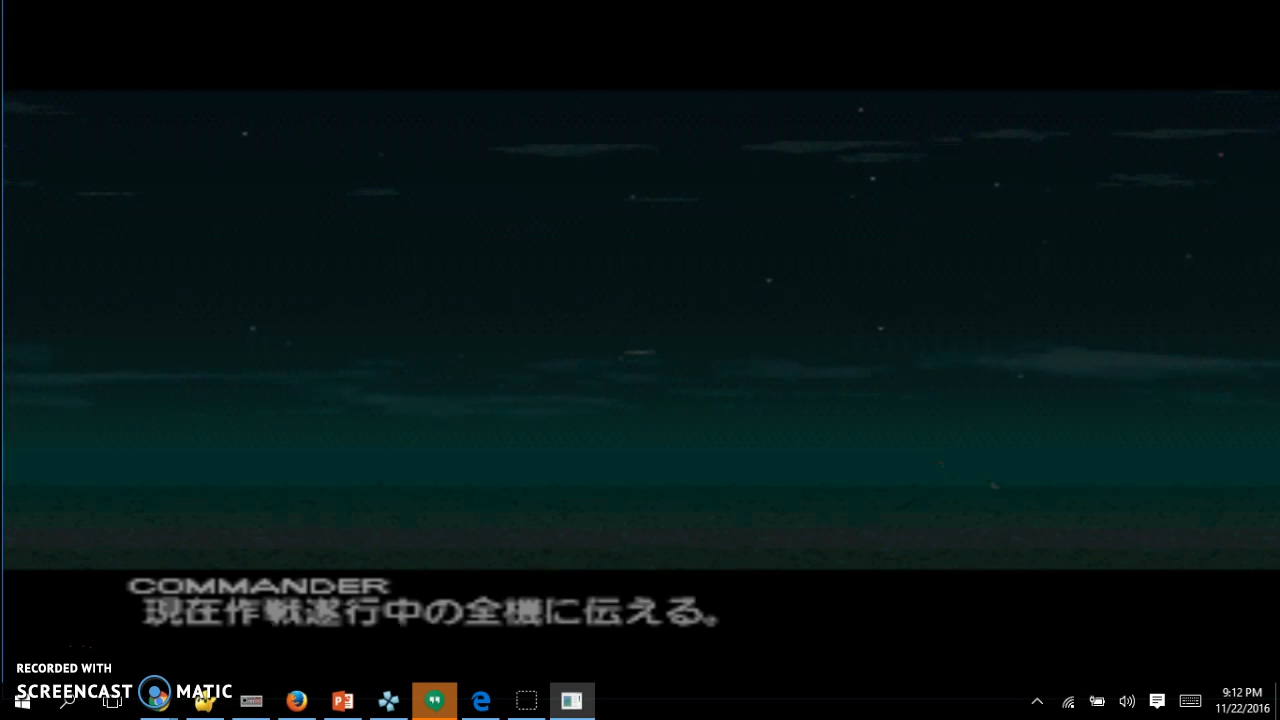 COMMANDER
現在作戦遂行中の全機に伝える。
RECORDED WITH
SCREENCAST MATIC
9:12 PM
11/22/2016